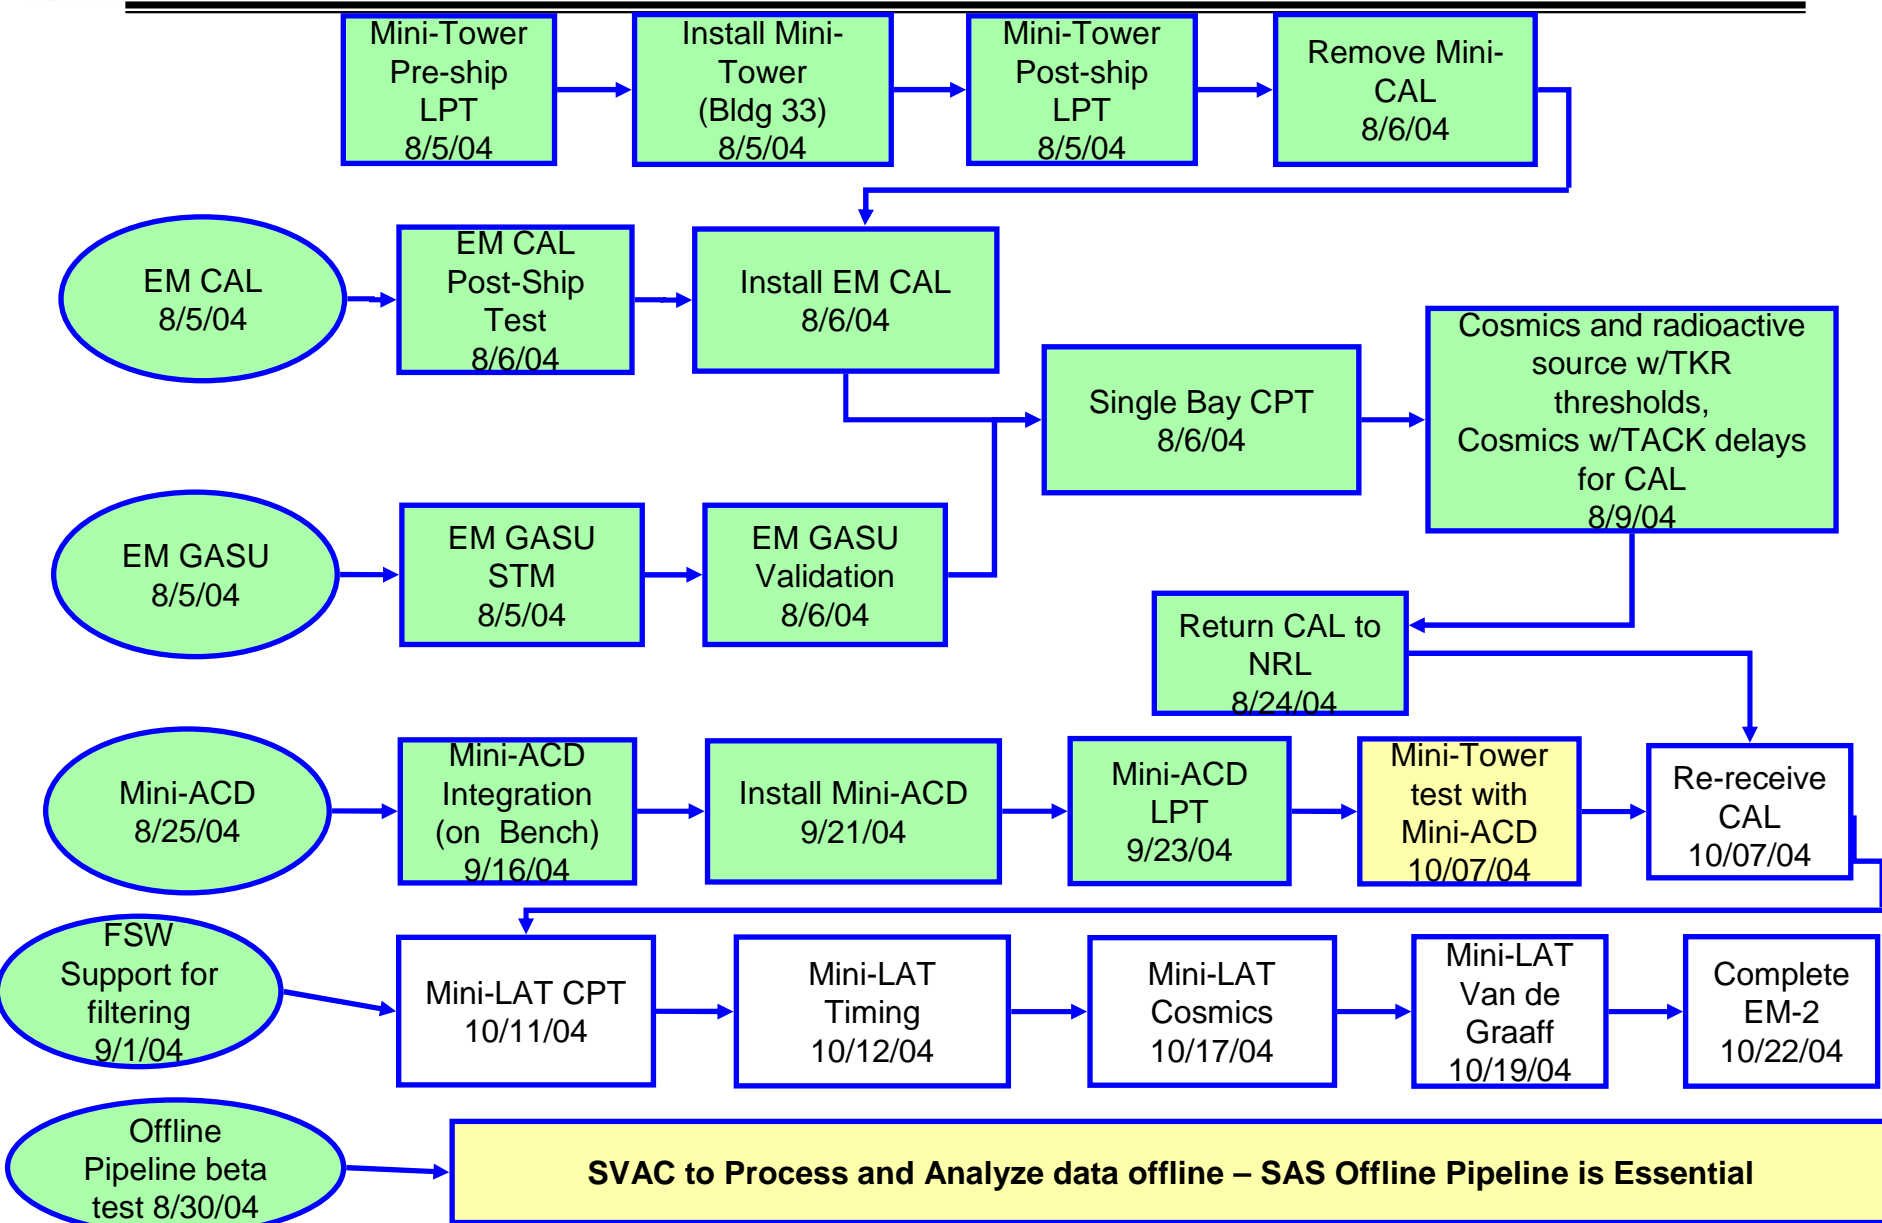 Mini-Tower
Pre-ship
LPT
8/5/04
Install Mini-
Tower
(Bldg 33)
8/5/04
Mini-Tower
Post-ship
LPT
8/5/04
Remove Mini-
CAL
8/6/04
EM CAL
8/5/04
EM CAL
Post-Ship
Test
8/6/04
Install EM CAL
8/6/04
Single Bay CPT
8/6/04
Cosmics and radioactive
source w/TKR
thresholds,
Cosmics w/TACK delays
for CAL
8/9/04
EM GASU
8/5/04
EM GASU
STM
8/5/04
EM GASU
Validation
8/6/04
Return CAL to
NRL
8/24/04
Mini-ACD
8/25/04
Mini-ACD
Integration
(on Bench)
9/16/04
Install Mini-ACD
9/21/04
Mini-ACD
LPT
9/23/04
Mini-Tower
test with
Mini-ACD
10/07/04
Re-receive
CAL
10/07/04
FSW
Support for
filtering
9/1/04
Mini-LAT CPT
10/11/04
Mini-LAT
Timing
10/12/04
Mini-LAT
Cosmics
10/17/04
Mini-LAT
Van de
Graaff
10/19/04
Complete
EM-2
10/22/04
Offline
Pipeline beta
test 8/30/04
SVAC to Process and Analyze data offline – SAS Offline Pipeline is Essential